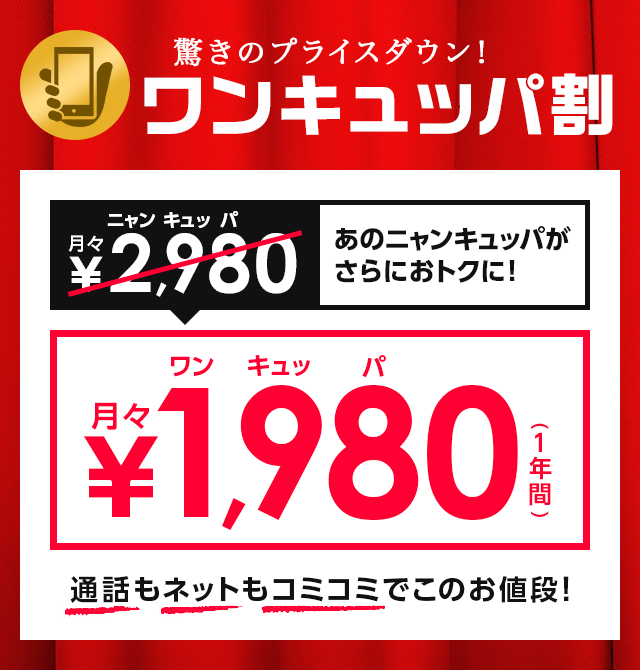 驚きのプライスダウン!
ワンキュッパ割
ニャン キュッ パ
月々
¥2,980
あのニャンキュッパが
さらにおトクに!
ワン キュッ パ
月々
¥1,980
(1年間)
通話もネットもコミコミでこのお値段!